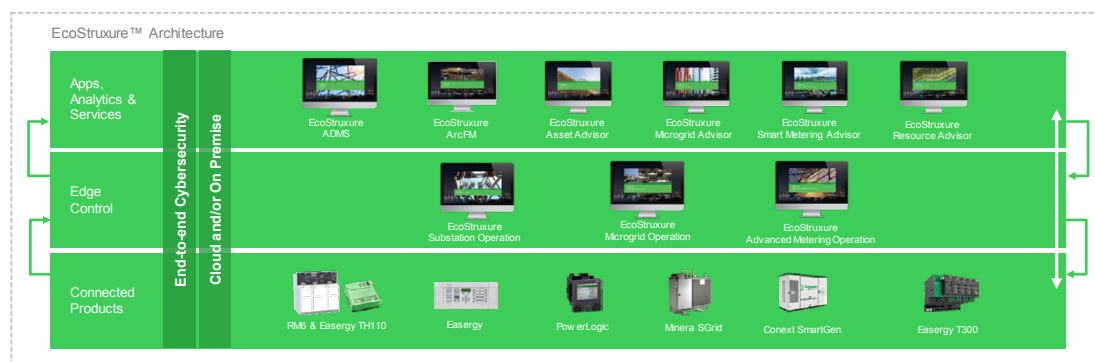 EcoStruxure™ Architecture
Apps,
Analytics &
Services
End-to-end Cybersecurity
Cloud and/or On Premise
EcoStruxure
ADMS
EcoStruxure
ArcFM
EcoStruxure
Asset Advisor
EcoStruxure
Microgrid Advisor
EcoStruxure
Smart Metering Advisor
EcoStruxure
Resource Advisor
Edge
Control
EcoStruxure
Substation Operation
EcoStruxure
Microgrid Operation
EcoStruxure
Advanced Metering Operation
Connected
Products
RM6 & Easergy TH110
Easergy
PowerLogic
Minera SGrid
Conext SmartGen
Easergy T300